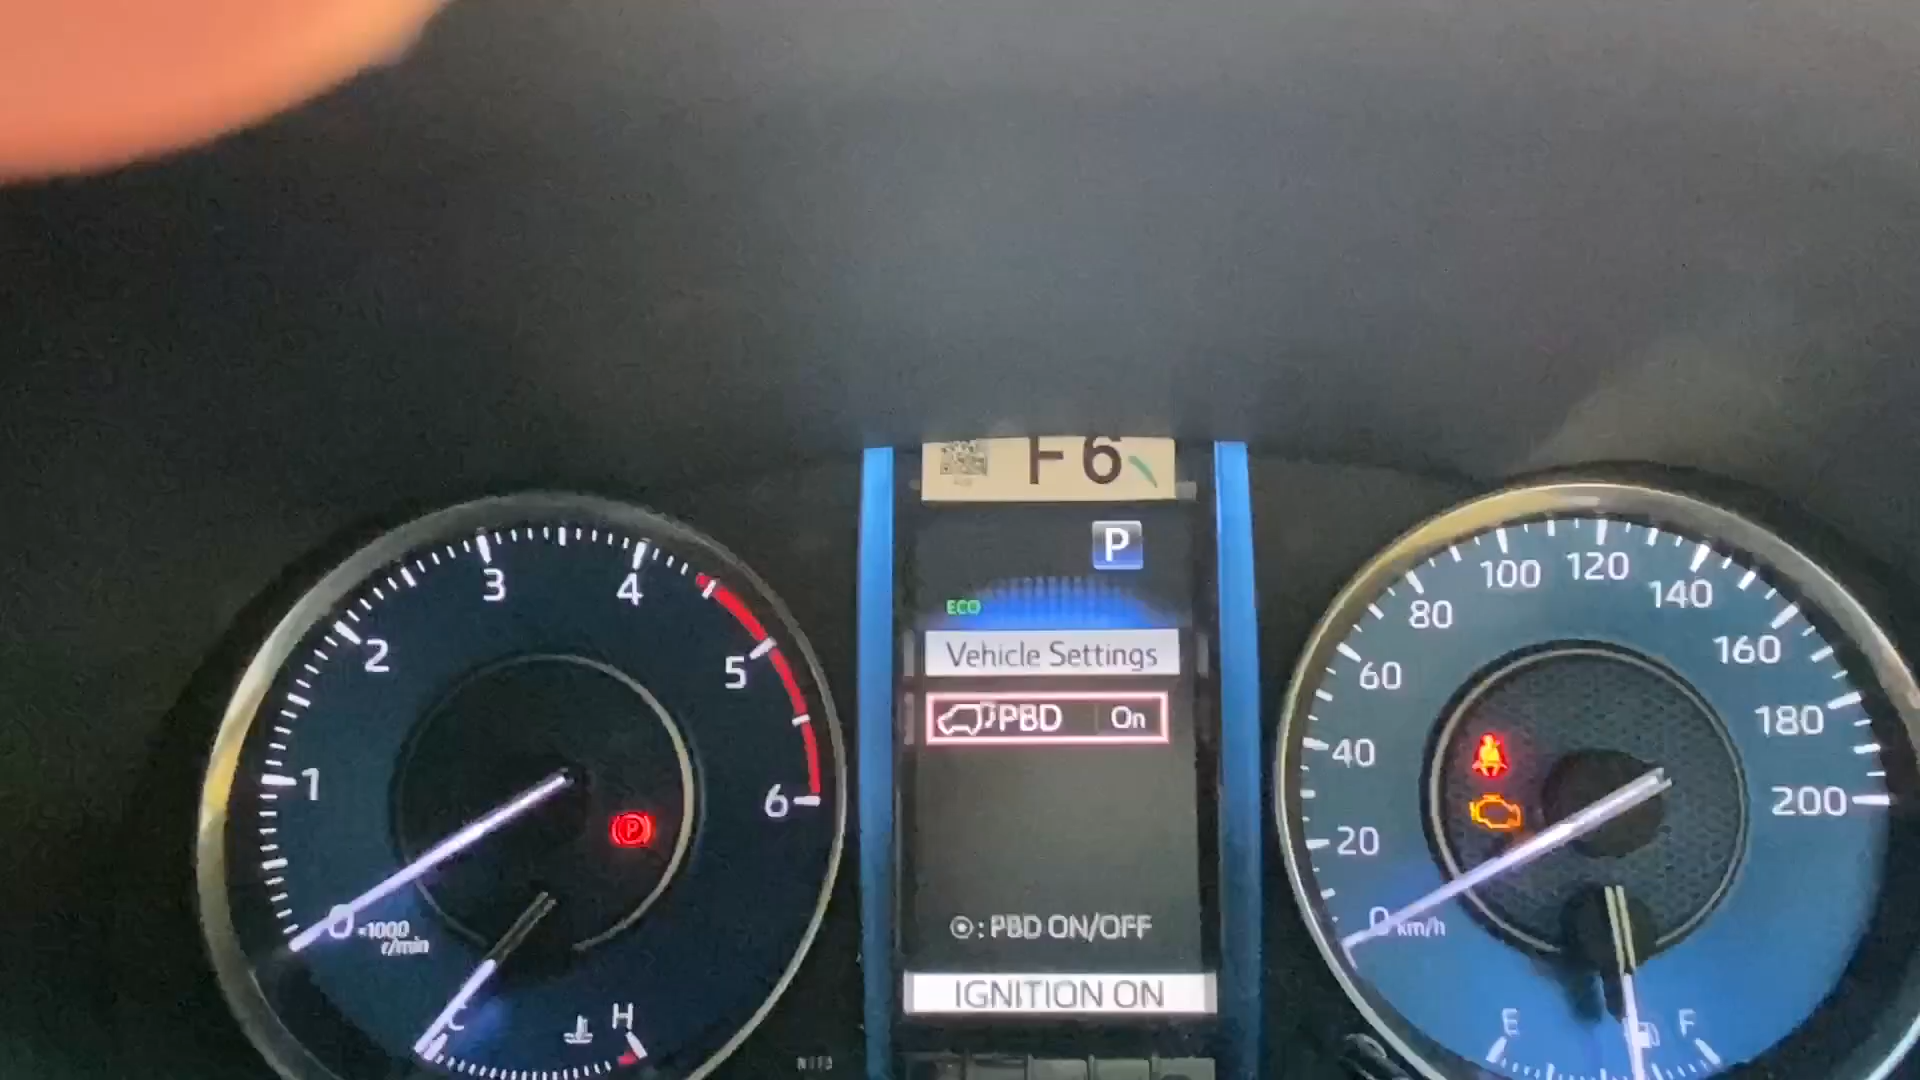 F6
P
ECO
Vehicle Settings
PBD On
: PBD ON/OFF
IGNITION ON
0 1 2 3 4 5 6
×1000
r/min
C H
P
0 20 40 60 80 100 120 140 160 180 200
km/h
E F